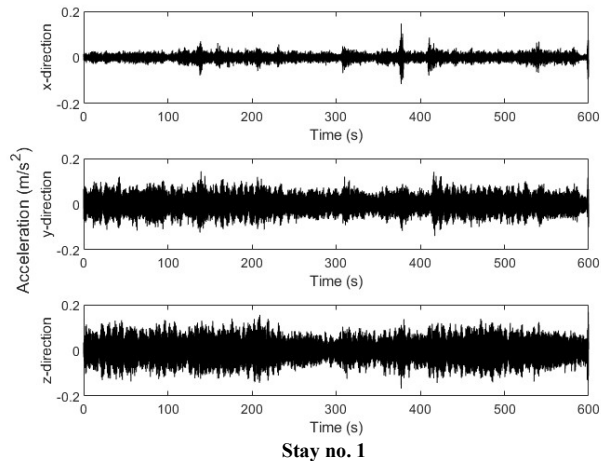 0.2
x-direction
0
-0.2
0 100 200 300 400 500 600
Time (s)
Acceleration (m/s²)
0.2
y-direction
0
-0.2
0 100 200 300 400 500 600
Time (s)
0.2
z-direction
0
-0.2
0 100 200 300 400 500 600
Time (s)
Stay no. 1